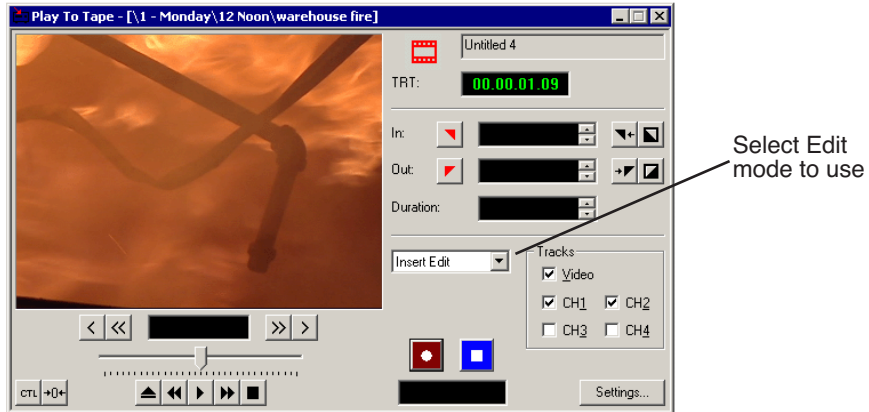 Play To Tape - [\1 - Monday\12 Noon\warehouse fire]
Untitled 4
TRT: 00.00.01.09
In:
Out:
Duration:
Select Edit
mode to use
Insert Edit
Tracks
Video
CH1 CH2
CH3 CH4
< << >> >
CTL →0←
Settings...